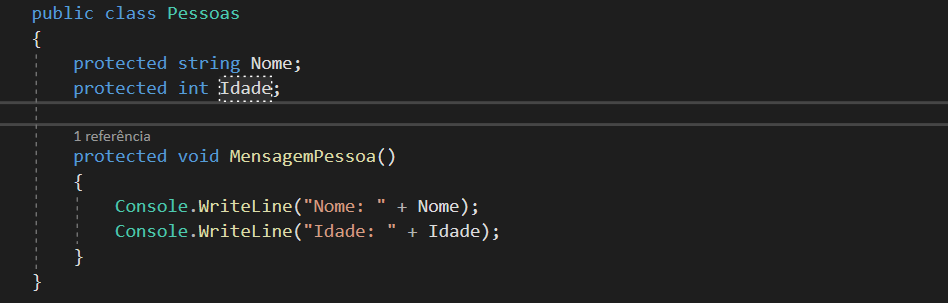 public class Pessoas
{
    protected string Nome;
    protected int Idade;
    1 referência
    protected void MensagemPessoa()
    {
        Console.WriteLine("Nome: " + Nome);
        Console.WriteLine("Idade: " + Idade);
    }
}